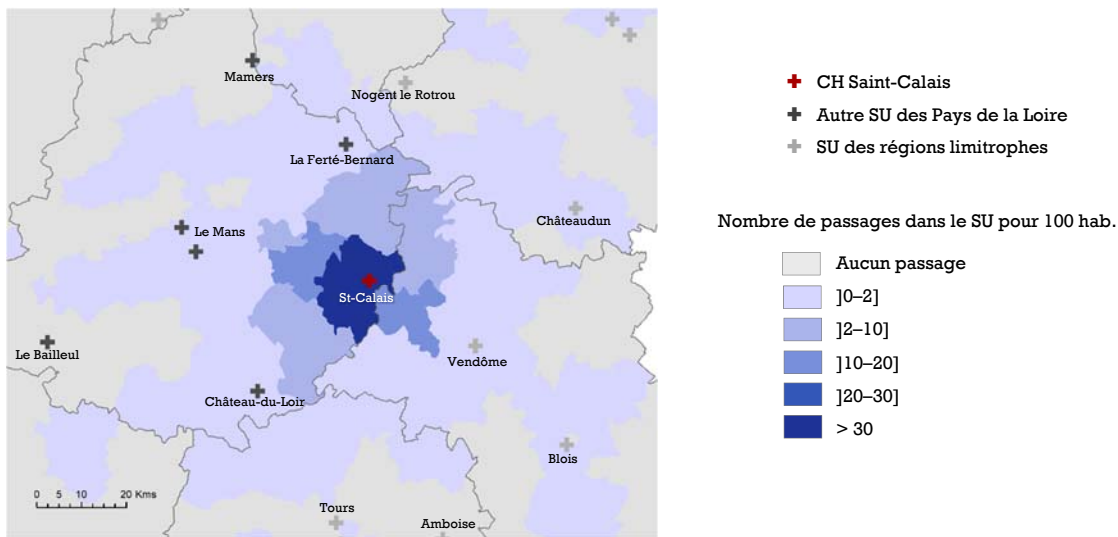 Mamers
Nogent le Rotrou
La Ferté-Bernard
Châteaudun
Le Mans
St-Calais
Le Bailleul
Vendôme
Château-du-Loir
Blois
0 5 10 20 Kms
Tours
Amboise
CH Saint-Calais
Autre SU des Pays de la Loire
SU des régions limitrophes
Nombre de passages dans le SU pour 100 hab.
Aucun passage
]0–2]
]2–10]
]10–20]
]20–30]
> 30